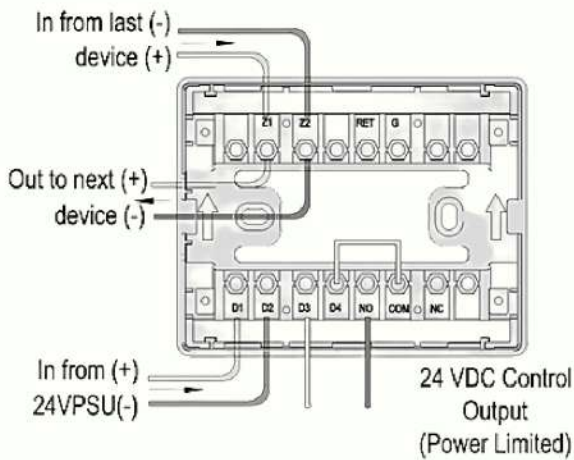 In from last (-)
device (+)
Z1 Z2 RET G
Out to next (+)
device (-)
D1 D2 D3 D4 NO COM NC
In from (+)
24VPSU(-)
24 VDC Control
Output
(Power Limited)